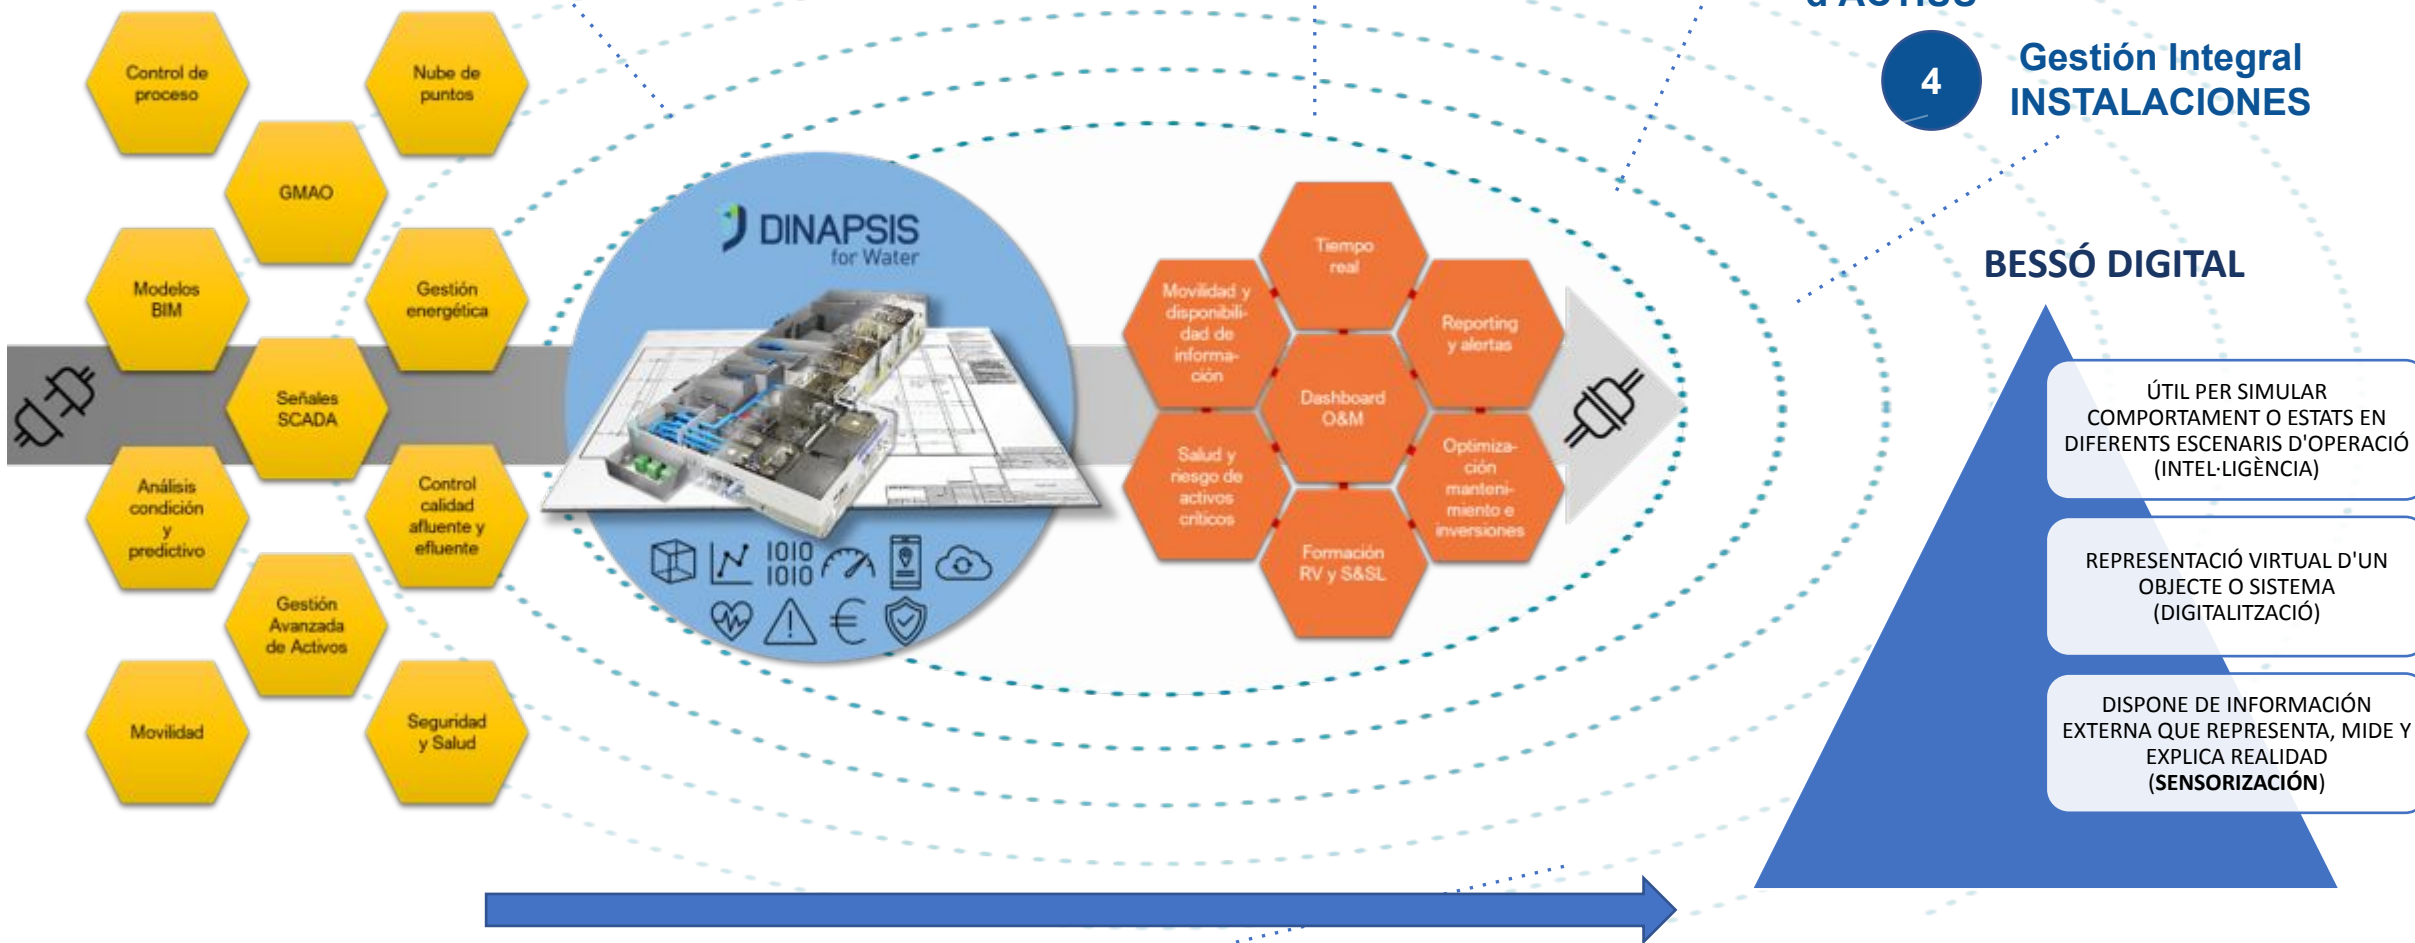 d'ACTIUS
4
Gestión Integral
INSTALACIONES
Control de
proceso
Nube de
puntos
GMAO
Modelos
BIM
Gestión
energética
Señales
SCADA
Análisis
condición
y
predictivo
Control
calidad
afluente y
efluente
Gestión
Avanzada
de Activos
Movilidad
Seguridad
y Salud
DINAPSIS
for Water
1010
1010
Tiempo
real
Movilidad y
disponibili-
dad de
informa-
ción
Reporting
y alertas
Dashboard
O&M
Salud y
riesgo de
activos
críticos
Optimiza-
ción
manteni-
miento e
inversiones
Formación
RV y S&SL
BESSÓ DIGITAL
ÚTIL PER SIMULAR
COMPORTAMENT O ESTATS EN
DIFERENTS ESCENARIS D'OPERACIÓ
(INTEL·LIGÈNCIA)
REPRESENTACIÓ VIRTUAL D'UN
OBJECTE O SISTEMA
(DIGITALITZACIÓ)
DISPONE DE INFORMACIÓN
EXTERNA QUE REPRESENTA, MIDE Y
EXPLICA REALIDAD
(SENSORIZACIÓN)